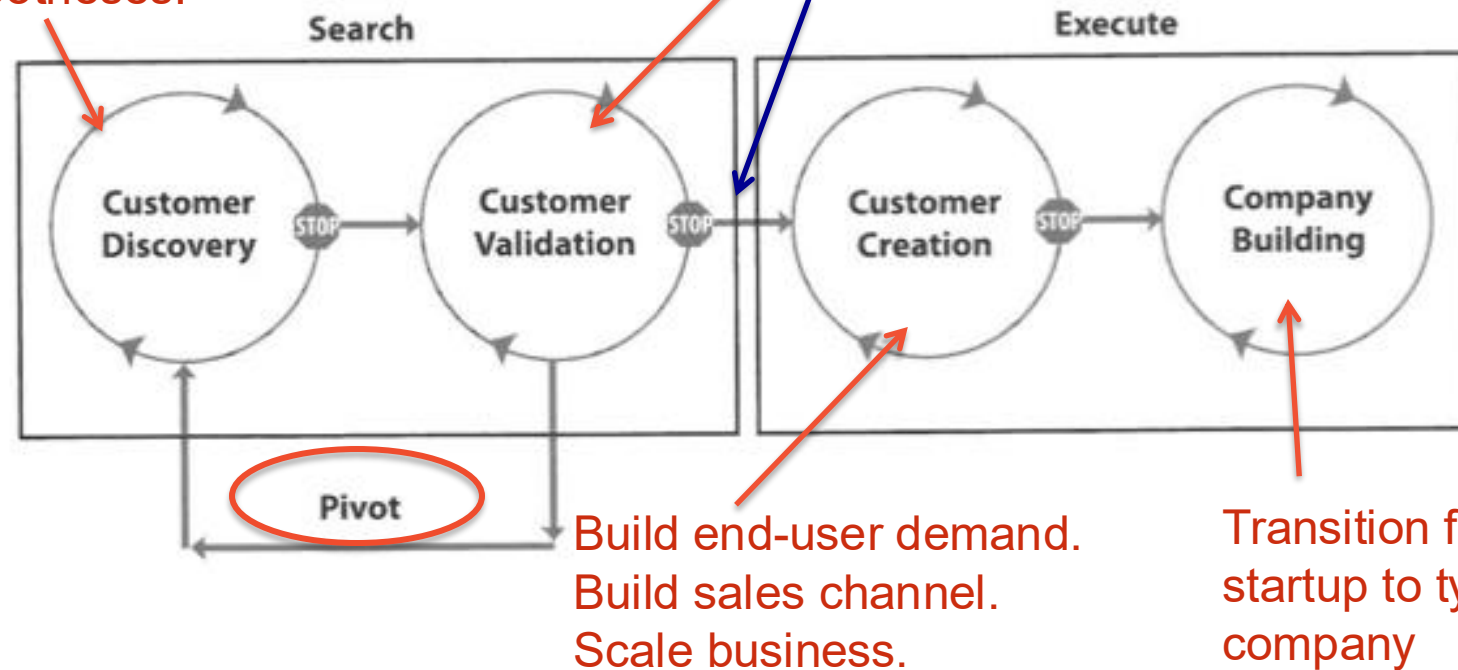 Search
Execute
Customer
Discovery
STOP
Customer
Validation
STOP
Customer
Creation
STOP
Company
Building
Pivot
Build end-user demand.
Build sales channel.
Scale business.
Transition
startup to
company